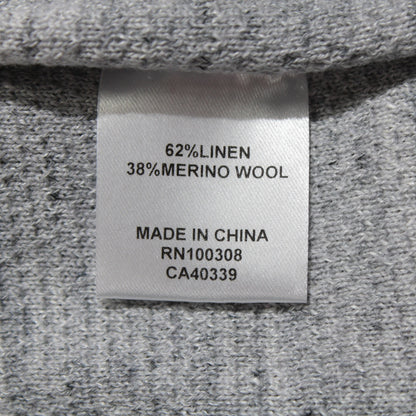 62%LINEN
38%MERINO WOOL
MADE IN CHINA
RN100308
CA40339